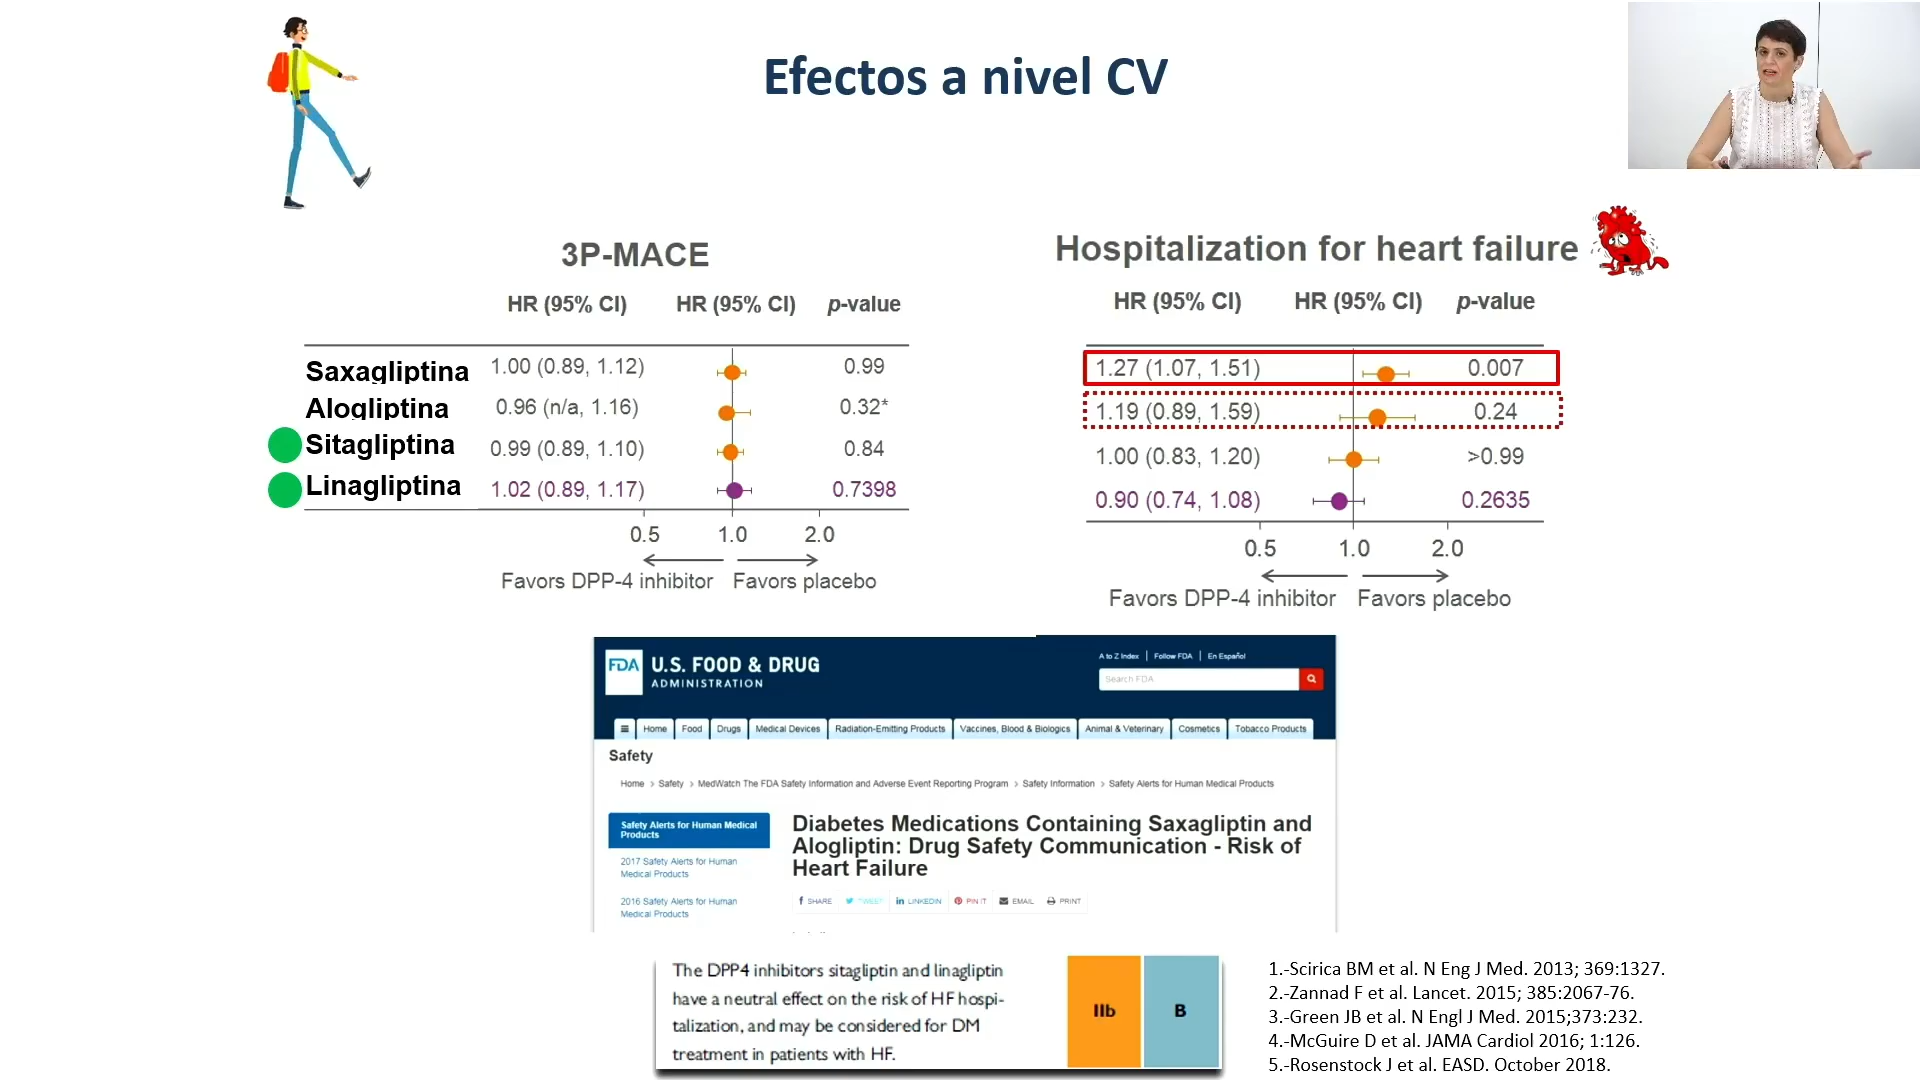 Efectos a nivel CV
3P-MACE
HR (95% CI) HR (95% CI) p-value
Saxagliptina 1.00 (0.89, 1.12) 0.99
Alogliptina 0.96 (n/a, 1.16) 0.32*
Sitagliptina 0.99 (0.89, 1.10) 0.84
Linagliptina 1.02 (0.89, 1.17) 0.7398
0.5 1.0 2.0
Favors DPP-4 inhibitor Favors placebo
Hospitalization for heart failure
HR (95% CI) HR (95% CI) p-value
1.27 (1.07, 1.51) 0.007
1.19 (0.89, 1.59) 0.24
1.00 (0.83, 1.20) >0.99
0.90 (0.74, 1.08) 0.2635
0.5 1.0 2.0
Favors DPP-4 inhibitor Favors placebo
FDA U.S. FOOD & DRUG
ADMINISTRATION
A to Z Index | Follow FDA | En Español
Search FDA
Home Food Drugs Medical Devices Radiation-Emitting Products Vaccines, Blood & Biologics Animal & Veterinary Cosmetics Tobacco Products
Safety
Home > Safety > MedWatch The FDA Safety Information and Adverse Event Reporting Program > Safety Information > Safety Alerts for Human Medical Products
Safety Alerts for Human Medical
Products
2017 Safety Alerts for Human
Medical Products
2016 Safety Alerts for Human
Medical Products
Diabetes Medications Containing Saxagliptin and
Alogliptin: Drug Safety Communication - Risk of
Heart Failure
SHARE TWEET LINKEDIN PIN IT EMAIL PRINT
The DPP4 inhibitors sitagliptin and linagliptin
have a neutral effect on the risk of HF hospi-
talization, and may be considered for DM
treatment in patients with HF.
IIb B
1.-Scirica BM et al. N Eng J Med. 2013; 369:1327.
2.-Zannad F et al. Lancet. 2015; 385:2067-76.
3.-Green JB et al. N Engl J Med. 2015;373:232.
4.-McGuire D et al. JAMA Cardiol 2016; 1:126.
5.-Rosenstock J et al. EASD. October 2018.